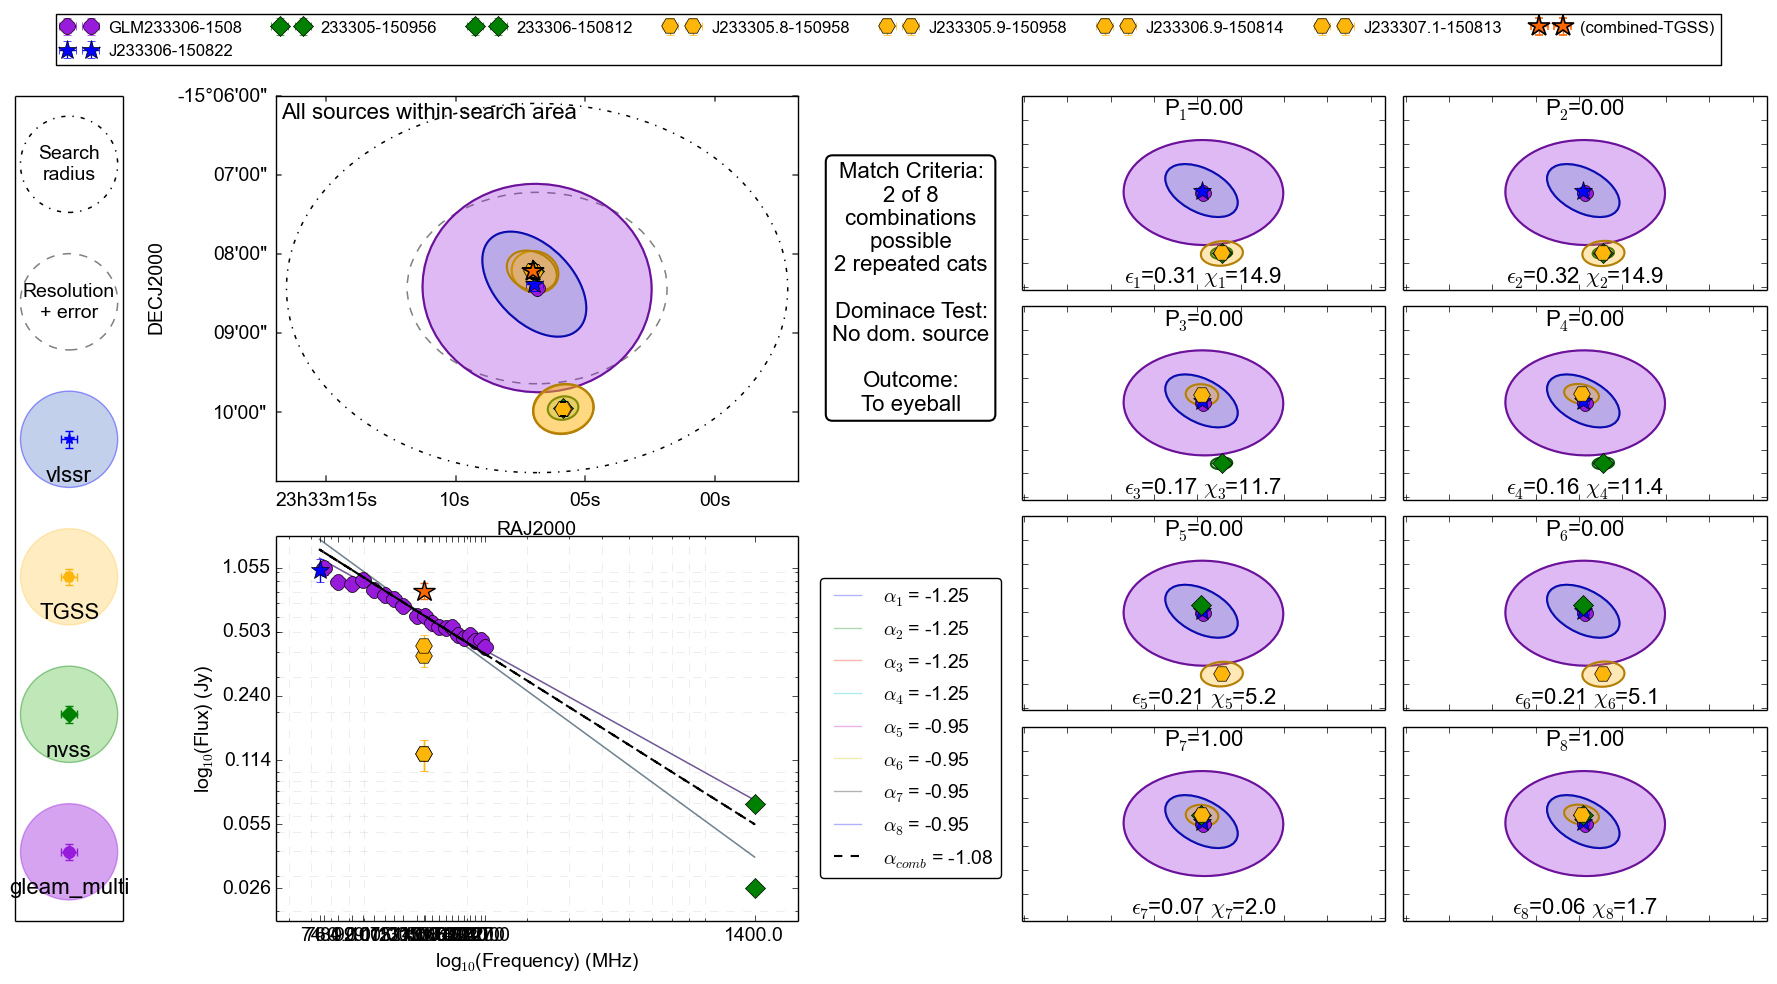 GLM233306-1508
233305-150956
233306-150812
J233305.8-150958
J233305.9-150958
J233306.9-150814
J233307.1-150813
(combined-TGSS)
J233306-150822
Search
radius
Resolution
+ error
vlssr
TGSS
nvss
gleam_multi
All sources within search area
-15°06'00"
07'00"
08'00"
09'00"
10'00"
DECJ2000
23h33m15s
10s
05s
00s
RAJ2000
Match Criteria:
2 of 8
combinations
possible
2 repeated cats
Dominace Test:
No dom. source
Outcome:
To eyeball
1.055
0.503
0.240
0.114
0.055
0.026
log₁₀(Flux) (Jy)
1400.0
log₁₀(Frequency) (MHz)
α₁ = -1.25
α₂ = -1.25
α₃ = -1.25
α₄ = -1.25
α₅ = -0.95
α₆ = -0.95
α₇ = -0.95
α₈ = -0.95
α_comb = -1.08
P₁=0.00
ϵ₁=0.31 χ₁=14.9
P₂=0.00
ϵ₂=0.32 χ₂=14.9
P₃=0.00
ϵ₃=0.17 χ₃=11.7
P₄=0.00
ϵ₄=0.16 χ₄=11.4
P₅=0.00
ϵ₅=0.21 χ₅=5.2
P₆=0.00
ϵ₆=0.21 χ₆=5.1
P₇=1.00
ϵ₇=0.07 χ₇=2.0
P₈=1.00
ϵ₈=0.06 χ₈=1.7